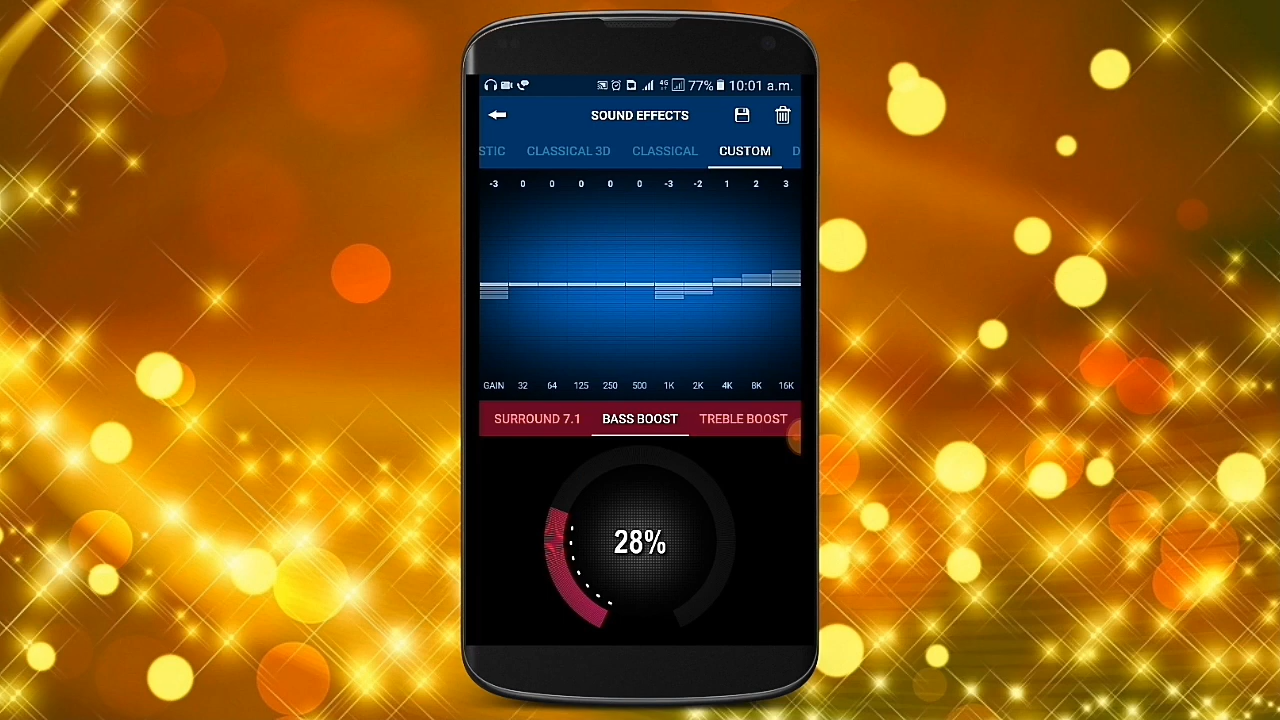 4G 77% 10:01 a.m.
SOUND EFFECTS
STIC CLASSICAL 3D CLASSICAL CUSTOM D
-3 0 0 0 0 0 -3 -2 1 2 3
GAIN 32 64 125 250 500 1K 2K 4K 8K 16K
SURROUND 7.1 BASS BOOST TREBLE BOOST
28%